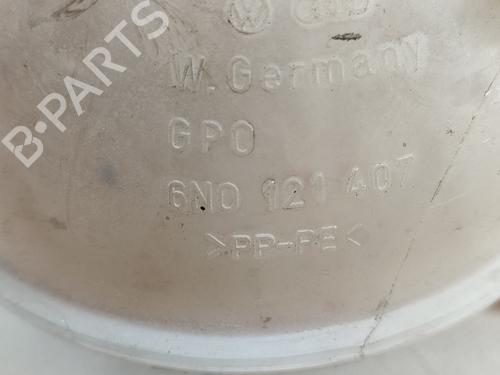 W. Germany
GPO
6N0 121 407
>PP-PE<
B-PARTS